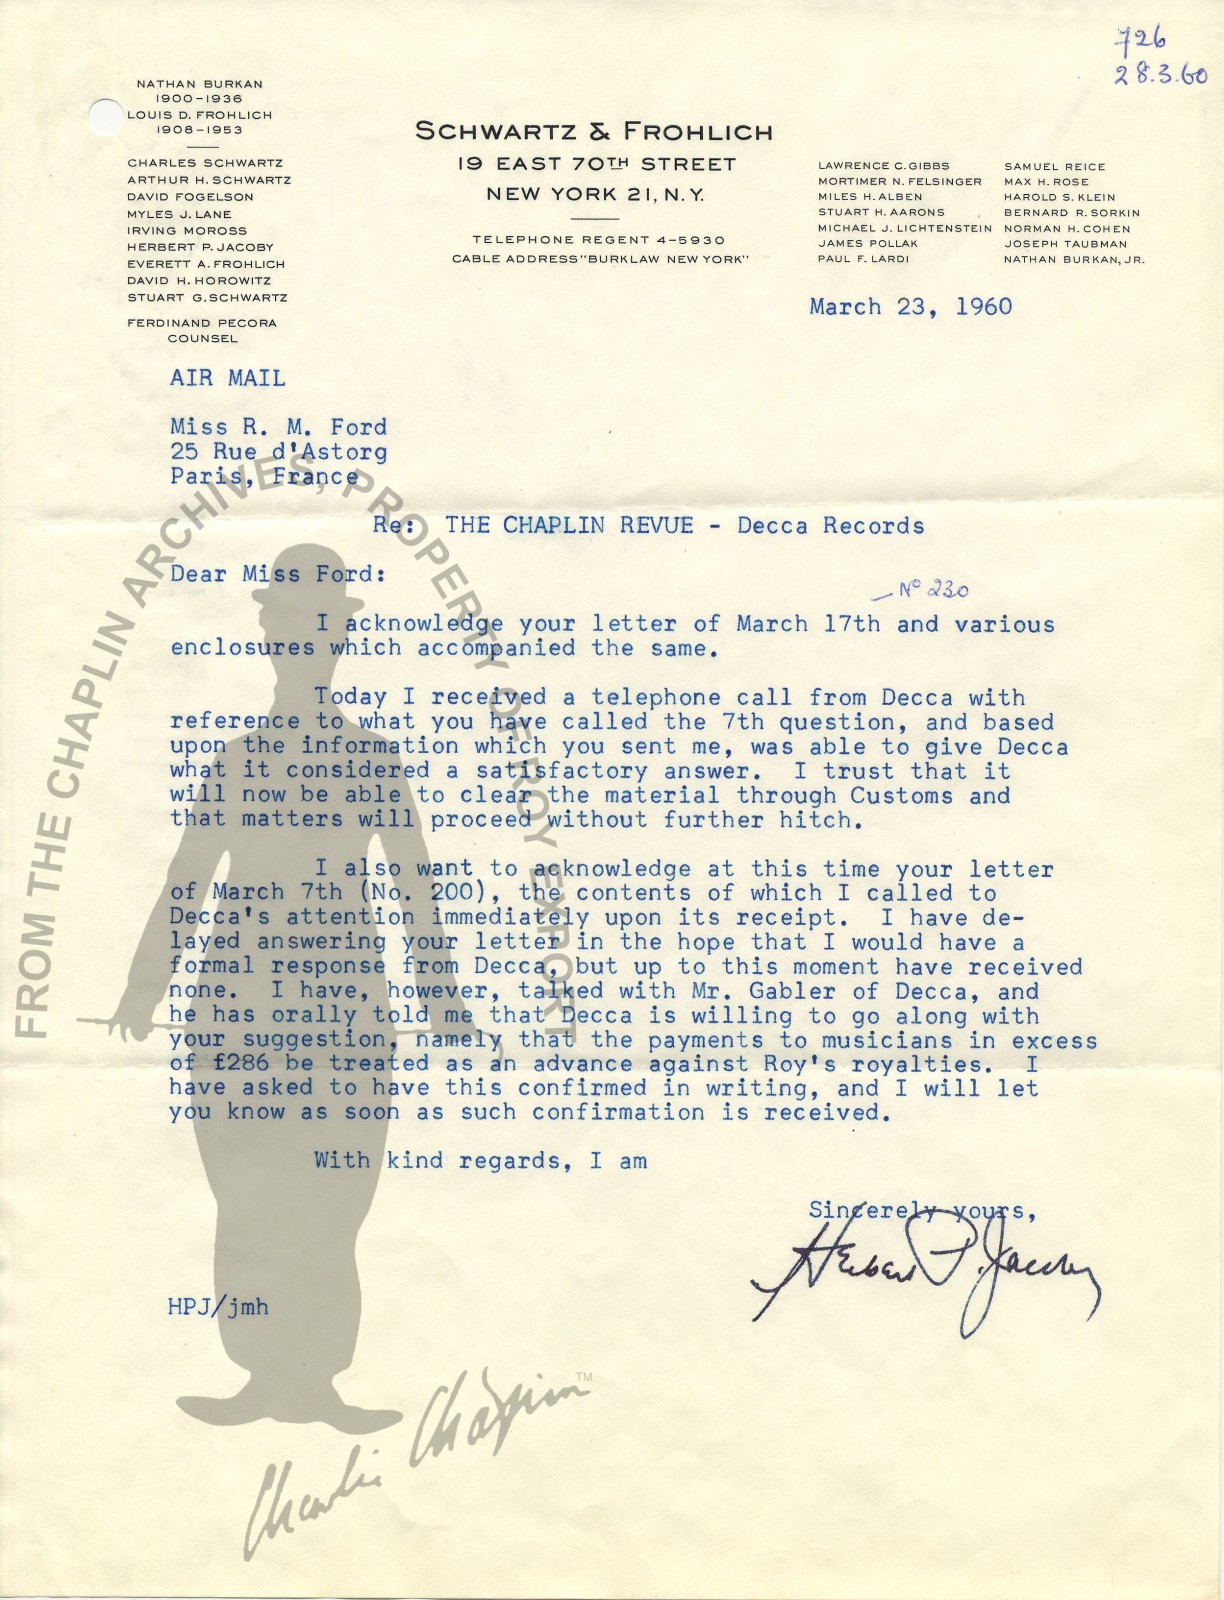 726
28.3.60
NATHAN BURKAN
1900-1936
LOUIS D. FROHLICH
1908-1953
CHARLES SCHWARTZ
ARTHUR H. SCHWARTZ
DAVID FOGELSON
MYLES J. LANE
IRVING MOROSS
HERBERT P. JACOBY
EVERETT A. FROHLICH
DAVID H. HOROWITZ
STUART G. SCHWARTZ
FERDINAND PECORA
COUNSEL
SCHWARTZ & FROHLICH
19 EAST 70TH STREET
NEW YORK 21, N.Y.
TELEPHONE REGENT 4-5930
CABLE ADDRESS "BURKLAW NEW YORK"
LAWRENCE C. GIBBS
MORTIMER N. FELSINGER
MILES H. ALBEN
STUART H. AARONS
MICHAEL J. LICHTENSTEIN
JAMES POLLAK
PAUL F. LARDI
SAMUEL REICE
MAX H. ROSE
HAROLD S. KLEIN
BERNARD R. SORKIN
NORMAN H. COHEN
JOSEPH TAUBMAN
NATHAN BURKAN, JR.
March 23, 1960
AIR MAIL
Miss R. M. Ford
25 Rue d'Astorg
Paris, France
Re: THE CHAPLIN REVUE - Decca Records
Dear Miss Ford:
Nº 230
I acknowledge your letter of March 17th and various
enclosures which accompanied the same.
Today I received a telephone call from Decca with
reference to what you have called the 7th question, and based
upon the information which you sent me, was able to give Decca
what it considered a satisfactory answer. I trust that it
will now be able to clear the material through Customs and
that matters will proceed without further hitch.
I also want to acknowledge at this time your letter
of March 7th (No. 200), the contents of which I called to
Decca's attention immediately upon its receipt. I have de-
layed answering your letter in the hope that I would have a
formal response from Decca, but up to this moment have received
none. I have, however, talked with Mr. Gabler of Decca, and
he has orally told me that Decca is willing to go along with
your suggestion, namely that the payments to musicians in excess
of £286 be treated as an advance against Roy's royalties. I
have asked to have this confirmed in writing, and I will let
you know as soon as such confirmation is received.
With kind regards, I am
Sincerely yours,
Herbert P. Jacoby
HPJ/jmh
FROM THE CHAPLIN ARCHIVES, PROPERTY OF ROY EXPORT
Charlie Chaplin™